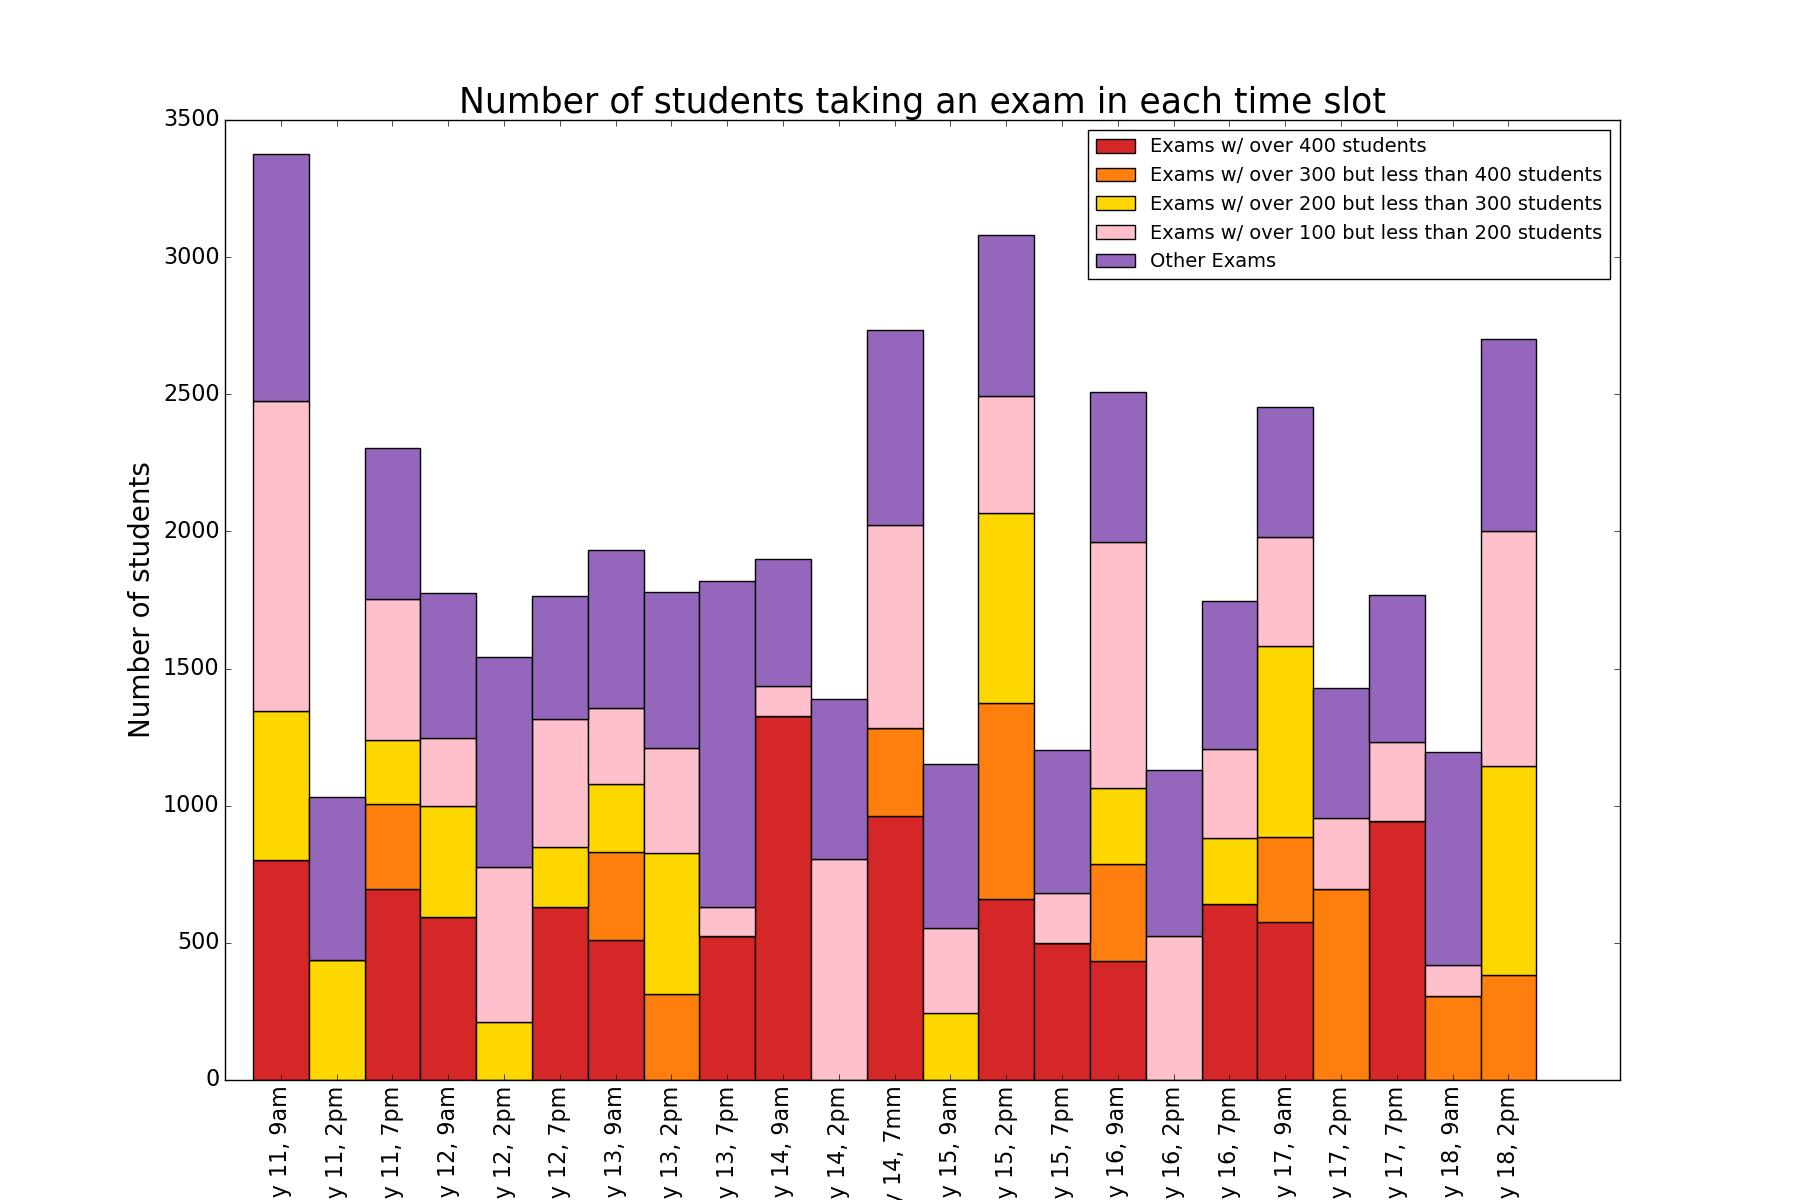 Number of students taking an exam in each time slot
Number of students
3500
3000
2500
2000
1500
1000
500
0
Exams w/ over 400 students
Exams w/ over 300 but less than 400 students
Exams w/ over 200 but less than 300 students
Exams w/ over 100 but less than 200 students
Other Exams
y 11, 9am
y 11, 2pm
y 11, 7pm
y 12, 9am
y 12, 2pm
y 12, 7pm
y 13, 9am
y 13, 2pm
y 13, 7pm
y 14, 9am
y 14, 2pm
y 14, 7mm
y 15, 9am
y 15, 2pm
y 15, 7pm
y 16, 9am
y 16, 2pm
y 16, 7pm
y 17, 9am
y 17, 2pm
y 17, 7pm
y 18, 9am
y 18, 2pm